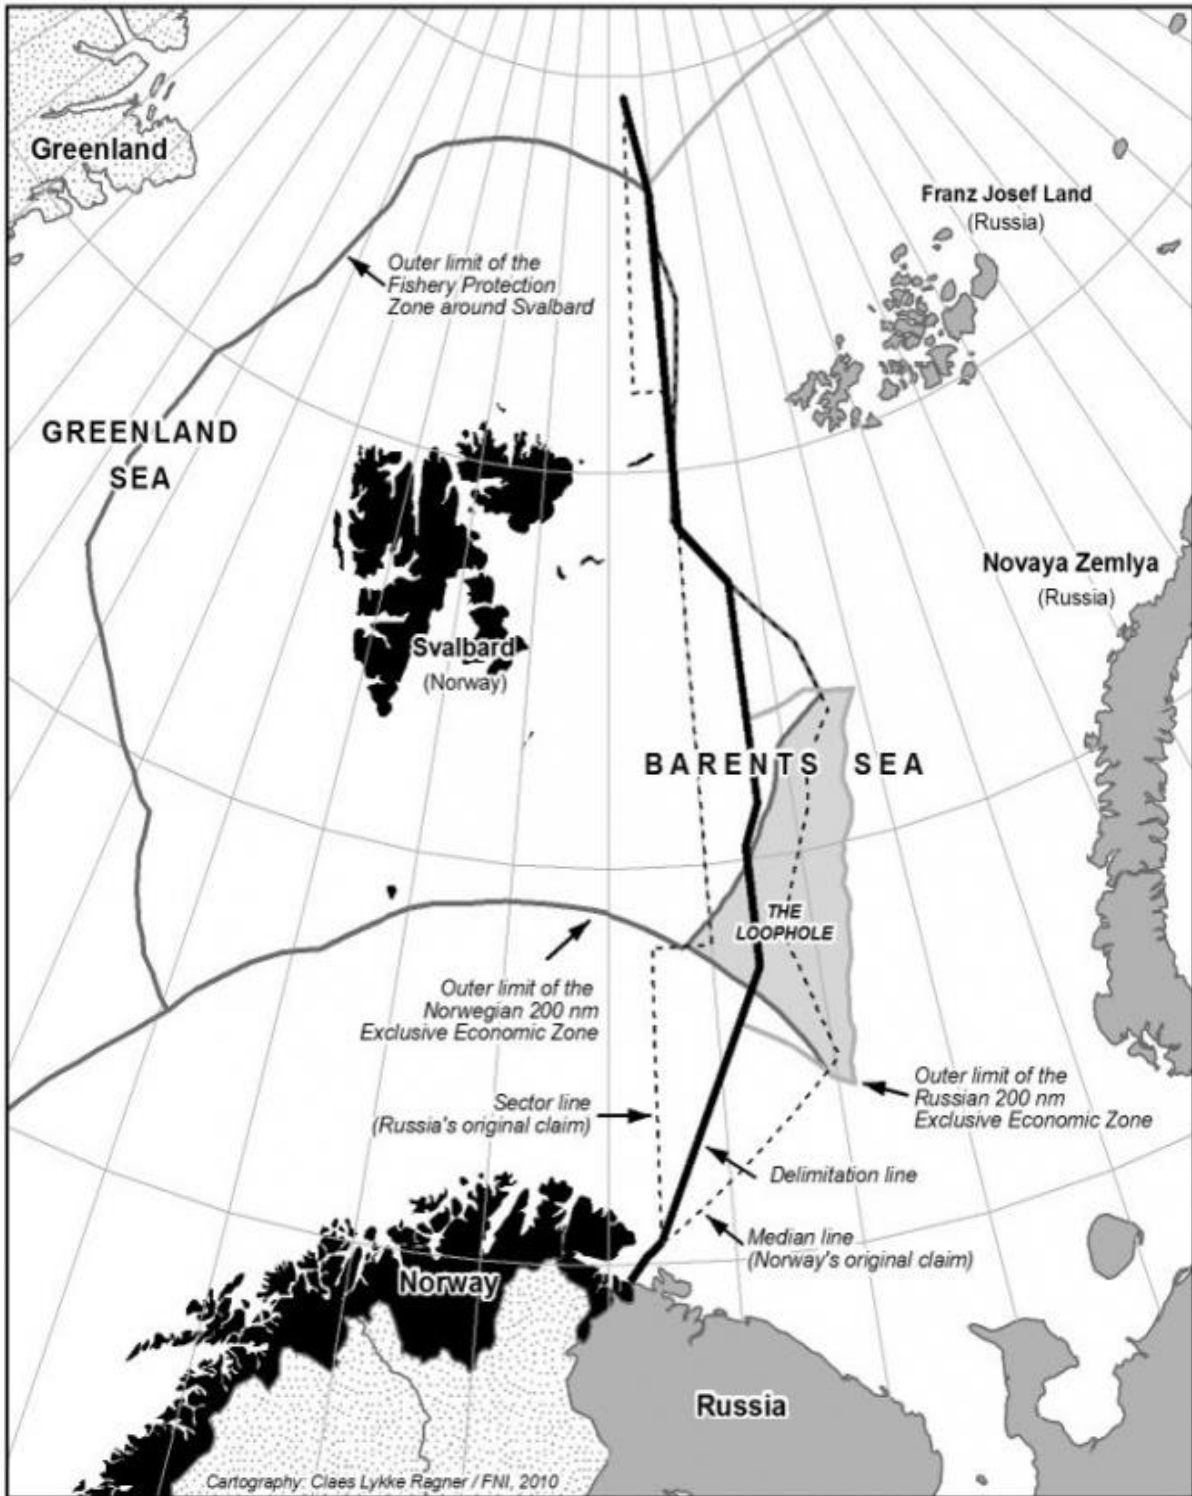 Greenland
Franz Josef Land
(Russia)
Outer limit of the
Fishery Protection
Zone around Svalbard
GREENLAND
SEA
Novaya Zemlya
(Russia)
Svalbard
(Norway)
BARENTS SEA
THE
LOOPHOLE
Outer limit of the
Norwegian 200 nm
Exclusive Economic Zone
Outer limit of the
Russian 200 nm
Exclusive Economic Zone
Sector line
(Russia's original claim)
Delimitation line
Median line
(Norway's original claim)
Norway
Russia
Cartography: Claes Lykke Ragner / FNI, 2010